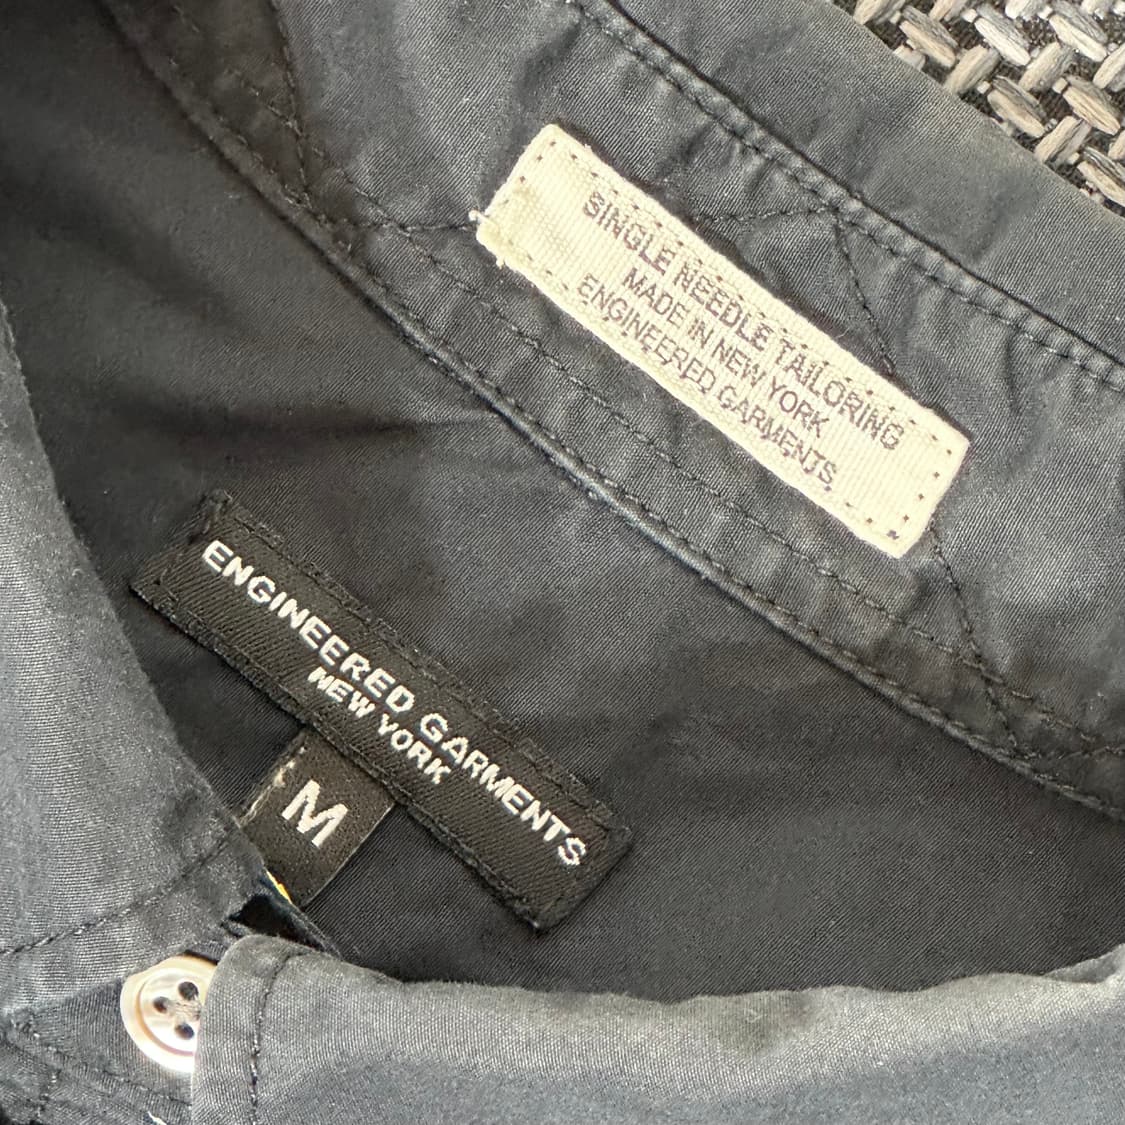 SINGLE NEEDLE TAILORING
MADE IN NEW YORK
ENGINEERED GARMENTS
ENGINEERED GARMENTS
NEW YORK
M